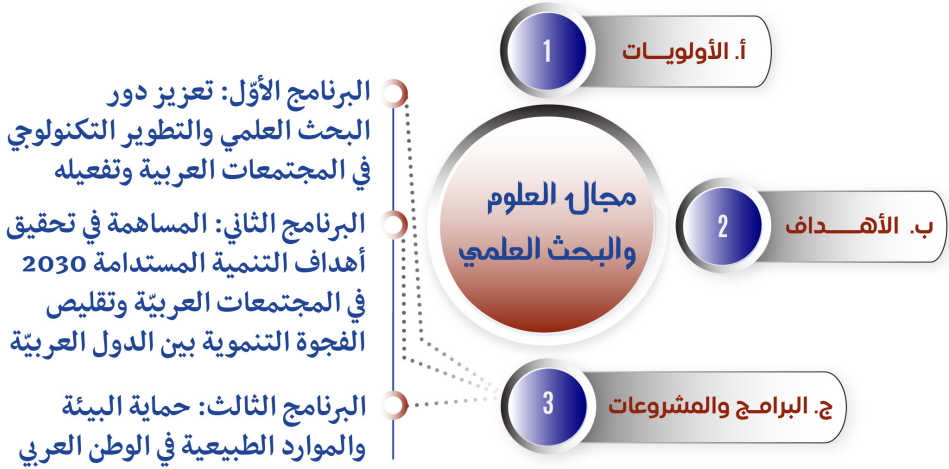 1
أ. الأولويـــات
مجال العلوم
والبحث العلمي
2
ب. الأهـــــداف
3
ج. البرامـج والمشروعات
البرنامج الأوّل: تعزيز دور
البحث العلمي والتطوير التكنولوجي
في المجتمعات العربية وتفعيله
البرنامج الثاني: المساهمة في تحقيق
أهداف التنمية المستدامة 2030
في المجتمعات العربيّة وتقليص
الفجوة التنموية بين الدول العربيّة
البرنامج الثالث: حماية البيئة
والموارد الطبيعية في الوطن العربي